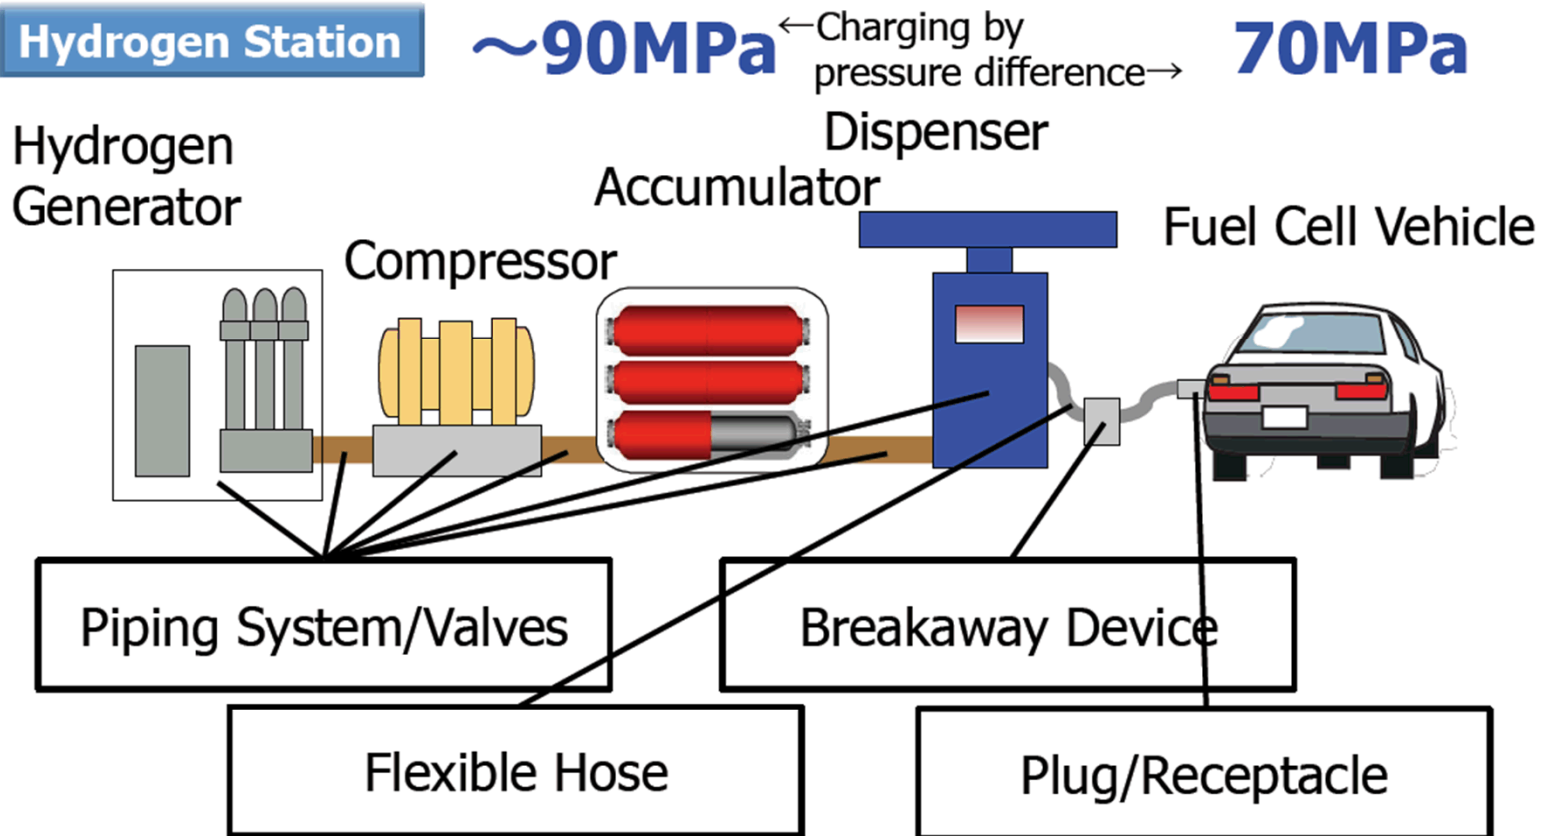 Hydrogen Station
～90MPa
←Charging by
pressure difference→
70MPa
Hydrogen
Generator
Compressor
Accumulator
Dispenser
Fuel Cell Vehicle
Piping System/Valves
Breakaway Device
Flexible Hose
Plug/Receptacle